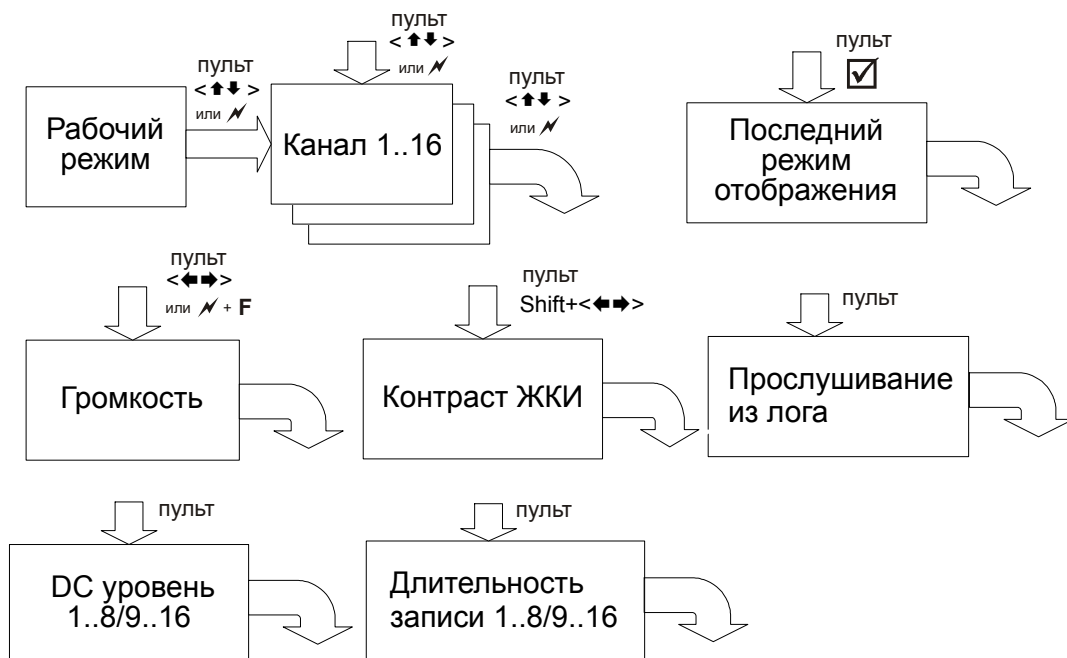 пульт
< ⬆⬇ >
или
пульт
< ⬆⬇ >
или
пульт
< ⬆⬇ >
или
пульт
☑
Рабочий
режим
Канал 1..16
Последний
режим
отображения
пульт
<⬅➡>
или + F
пульт
Shift+<⬅➡>
пульт
Громкость
Контраст ЖКИ
Прослушивание
из лога
пульт
пульт
DC уровень
1..8/9..16
Длительность
записи 1..8/9..16